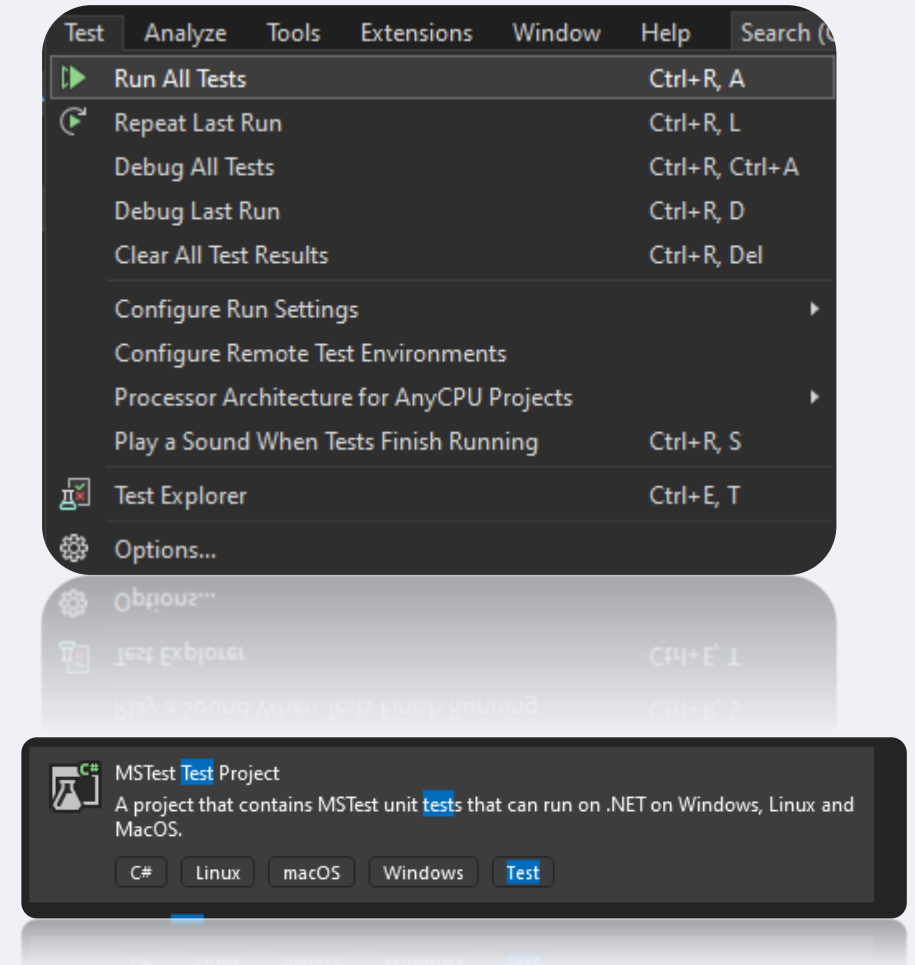 Test Analyze Tools Extensions Window Help Search (
Run All Tests Ctrl+R, A
Repeat Last Run Ctrl+R, L
Debug All Tests Ctrl+R, Ctrl+A
Debug Last Run Ctrl+R, D
Clear All Test Results Ctrl+R, Del
Configure Run Settings
Configure Remote Test Environments
Processor Architecture for AnyCPU Projects
Play a Sound When Tests Finish Running Ctrl+R, S
Test Explorer Ctrl+E, T
Options...
C#
MSTest Test Project
A project that contains MSTest unit tests that can run on .NET on Windows, Linux and
MacOS.
C# Linux macOS Windows Test